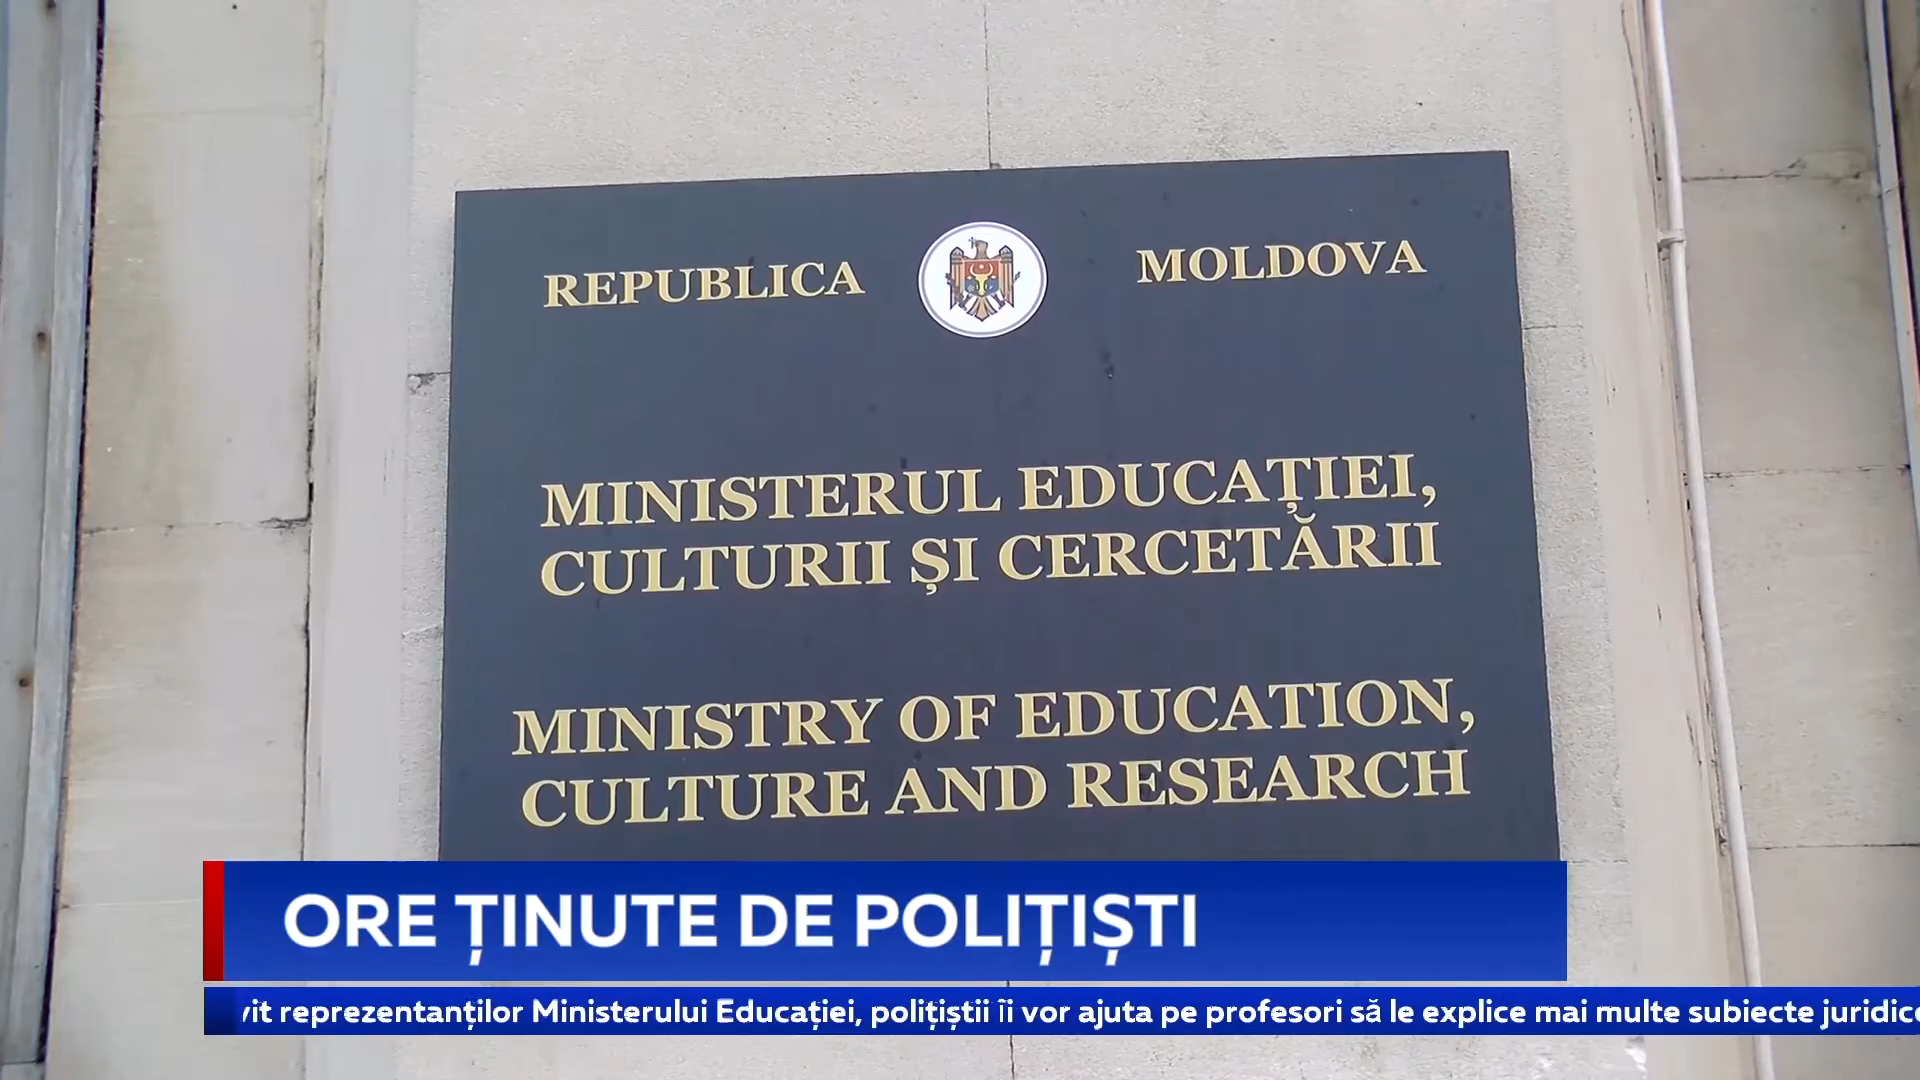 REPUBLICA MOLDOVA
MINISTERUL EDUCAȚIEI,
CULTURII ȘI CERCETĂRII
MINISTRY OF EDUCATION,
CULTURE AND RESEARCH
ORE ȚINUTE DE POLIȚIȘTI
reprezentanților Ministerului Educației, polițiștii îi vor ajuta pe profesori să le explice mai multe subiecte